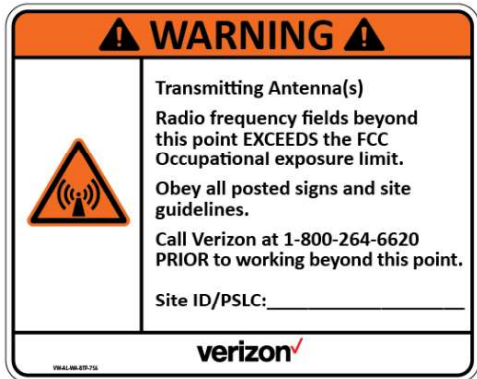 WARNING
Transmitting Antenna(s)
Radio frequency fields beyond
this point EXCEEDS the FCC
Occupational exposure limit.
Obey all posted signs and site
guidelines.
Call Verizon at 1-800-264-6620
PRIOR to working beyond this point.
Site ID/PSLC:____________________
verizon